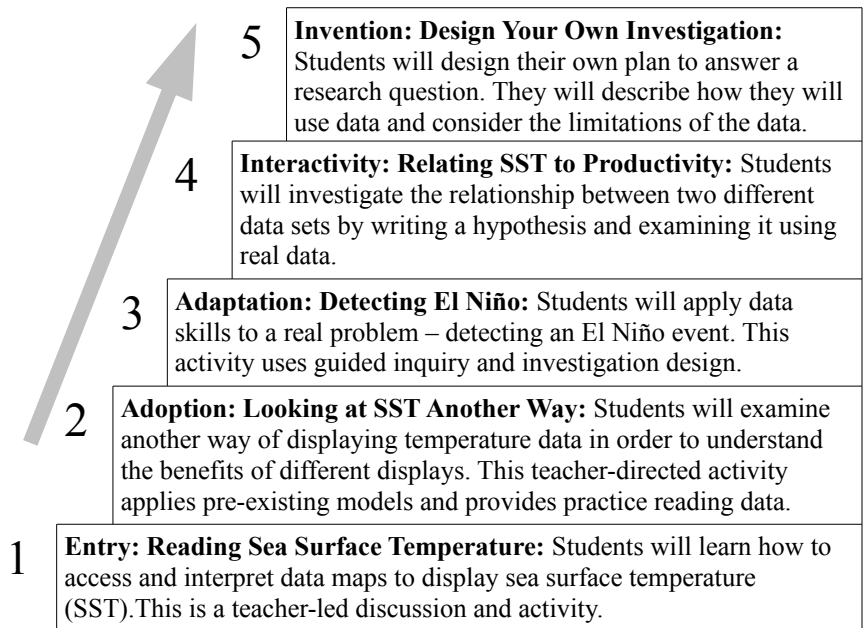 5
Invention: Design Your Own Investigation:
Students will design their own plan to answer a
research question. They will describe how they will
use data and consider the limitations of the data.
4
Interactivity: Relating SST to Productivity: Students
will investigate the relationship between two different
data sets by writing a hypothesis and examining it using
real data.
3
Adaptation: Detecting El Niño: Students will apply data
skills to a real problem – detecting an El Niño event. This
activity uses guided inquiry and investigation design.
2
Adoption: Looking at SST Another Way: Students will examine
another way of displaying temperature data in order to understand
the benefits of different displays. This teacher-directed activity
applies pre-existing models and provides practice reading data.
1
Entry: Reading Sea Surface Temperature: Students will learn how to
access and interpret data maps to display sea surface temperature
(SST).This is a teacher-led discussion and activity.